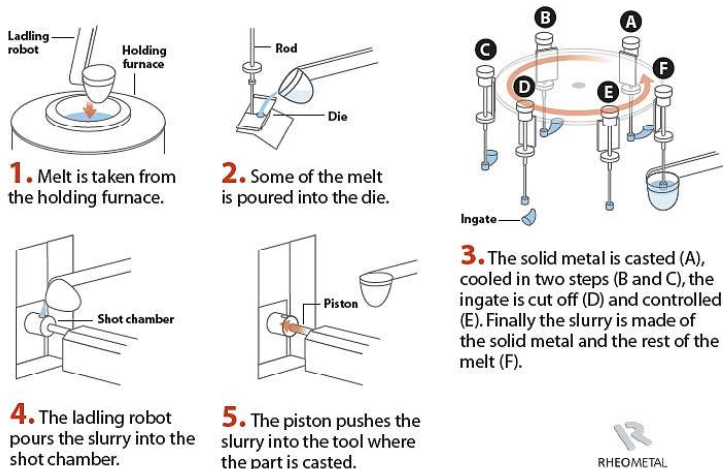 Ladling
robot
Holding
furnace
1. Melt is taken from
the holding furnace.
Rod
Die
2. Some of the melt
is poured into the die.
B
A
C
F
D
E
Ingate
3. The solid metal is casted (A),
cooled in two steps (B and C), the
ingate is cut off (D) and controlled
(E). Finally the slurry is made of
the solid metal and the rest of the
melt (F).
Shot chamber
4. The ladling robot
pours the slurry into the
shot chamber.
Piston
5. The piston pushes the
slurry into the tool where
the part is casted.
R
RHEOMETAL